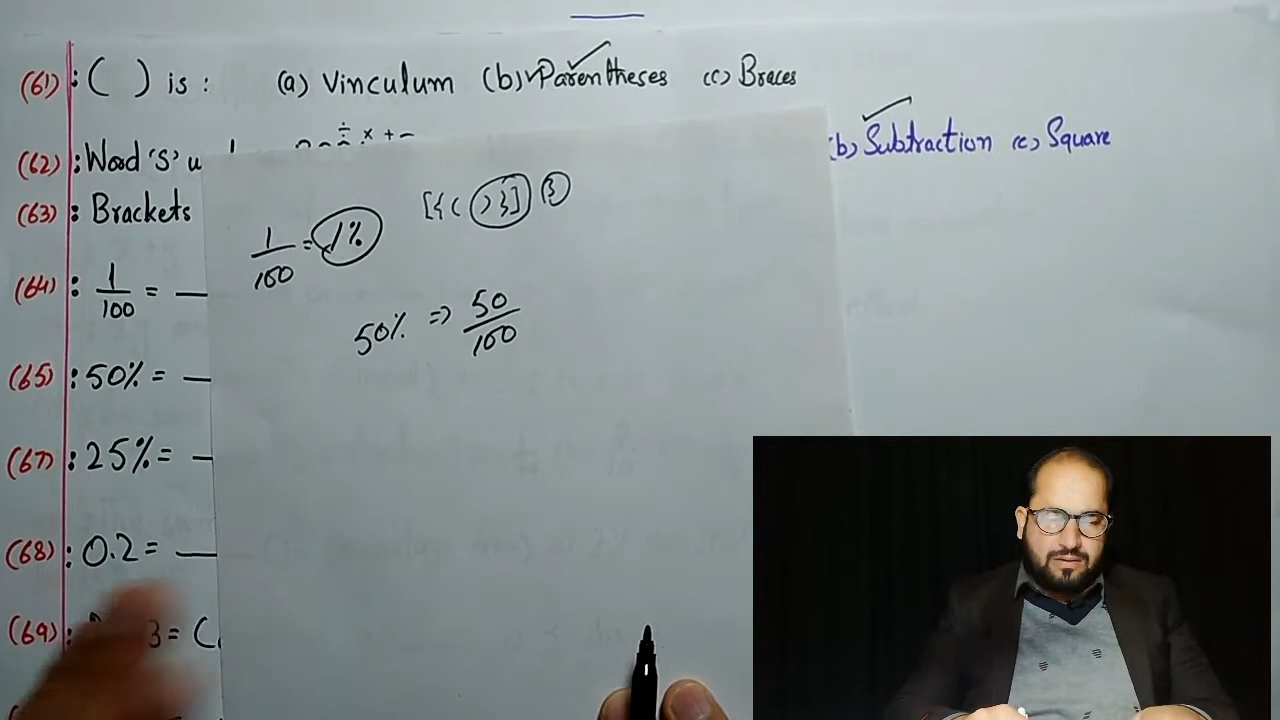 (61) : ( ) is : (a) Vinculum (b) Parentheses (c) Braces
÷ × + −
(62) : Word 'S' (b) Subtraction (c) Square
(63) : Brackets
[{( )}] }
1/100 = 1%
(64) : 1/100 = —
50% => 50/100
(65) : 50% = —
(67) : 25% = —
(68) : 0.2 = —
(69) : 3 = (